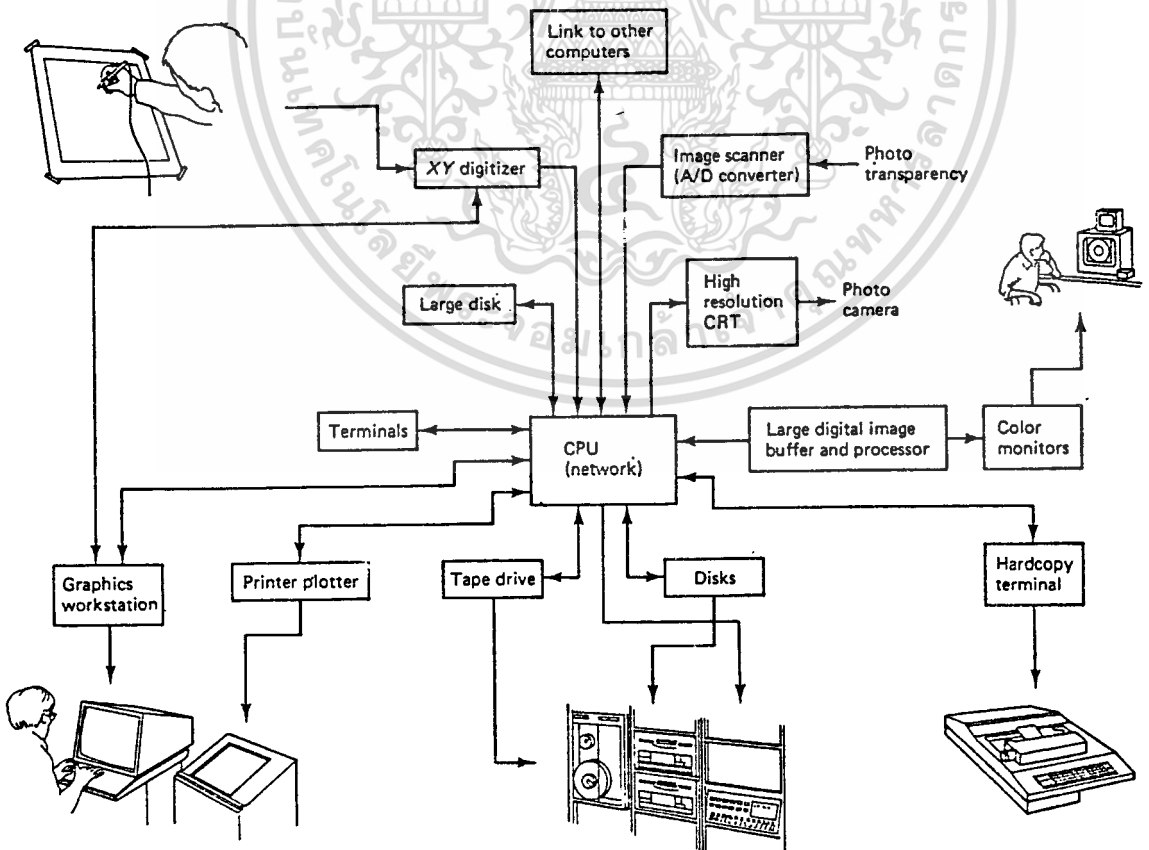 Link to other
computers
XY digitizer
Image scanner
(A/D converter)
Photo
transparency
Large disk
High
resolution
CRT
Photo
camera
Terminals
CPU
(network)
Large digital image
buffer and processor
Color
monitors
Graphics
workstation
Printer plotter
Tape drive
Disks
Hardcopy
terminal